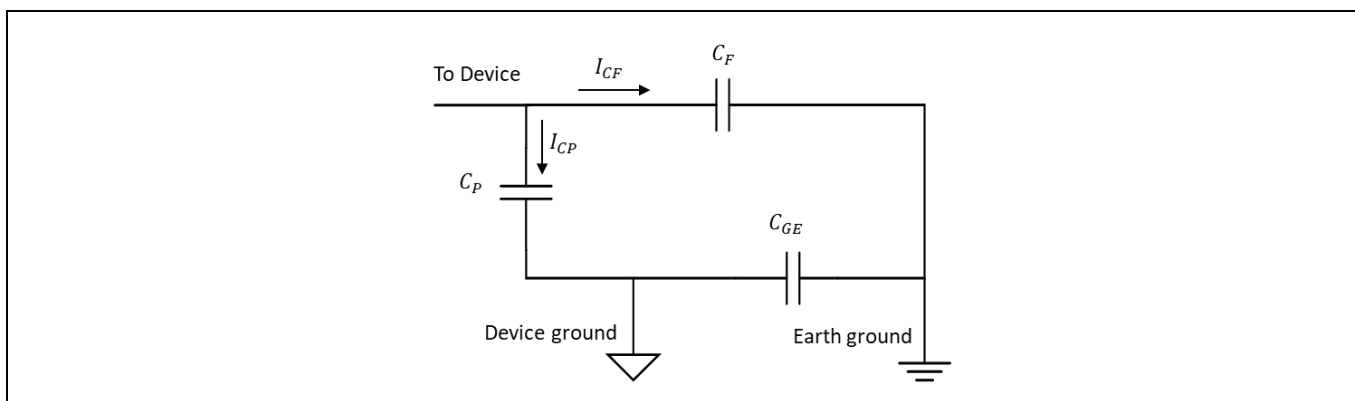 C_F
To Device
I_CF
I_CP
C_P
C_GE
Device ground
Earth ground